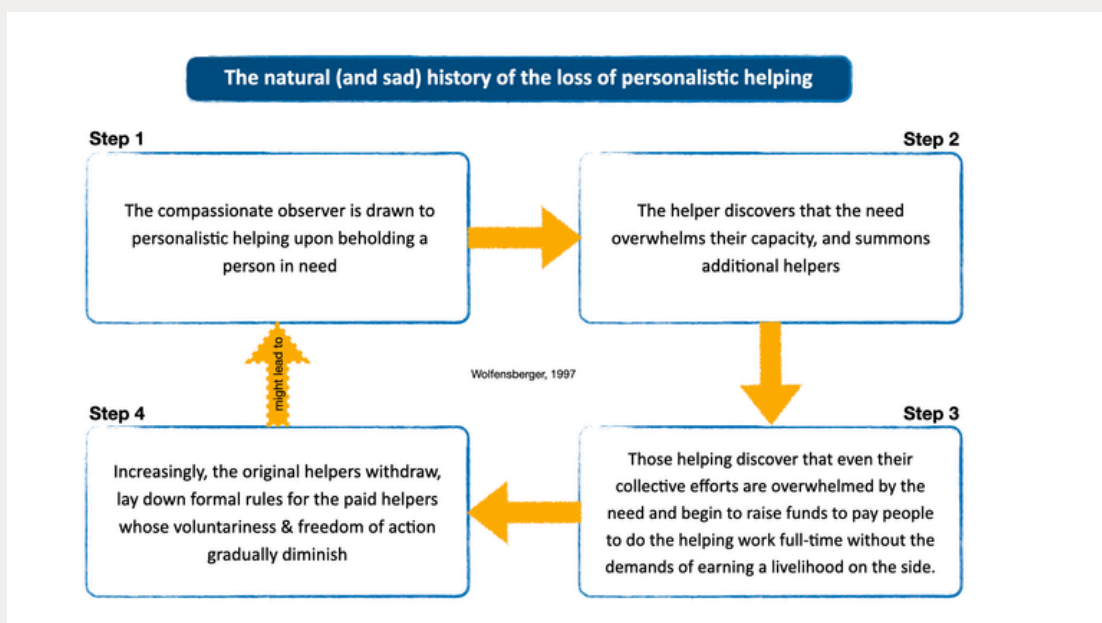 The natural (and sad) history of the loss of personalistic helping
Step 1
The compassionate observer is drawn to
personalistic helping upon beholding a
person in need
Step 2
The helper discovers that the need
overwhelms their capacity, and summons
additional helpers
Step 3
Those helping discover that even their
collective efforts are overwhelmed by the
need and begin to raise funds to pay people
to do the helping work full-time without the
demands of earning a livelihood on the side.
Step 4
Increasingly, the original helpers withdraw,
lay down formal rules for the paid helpers
whose voluntariness & freedom of action
gradually diminish
might lead to
Wolfensberger, 1997